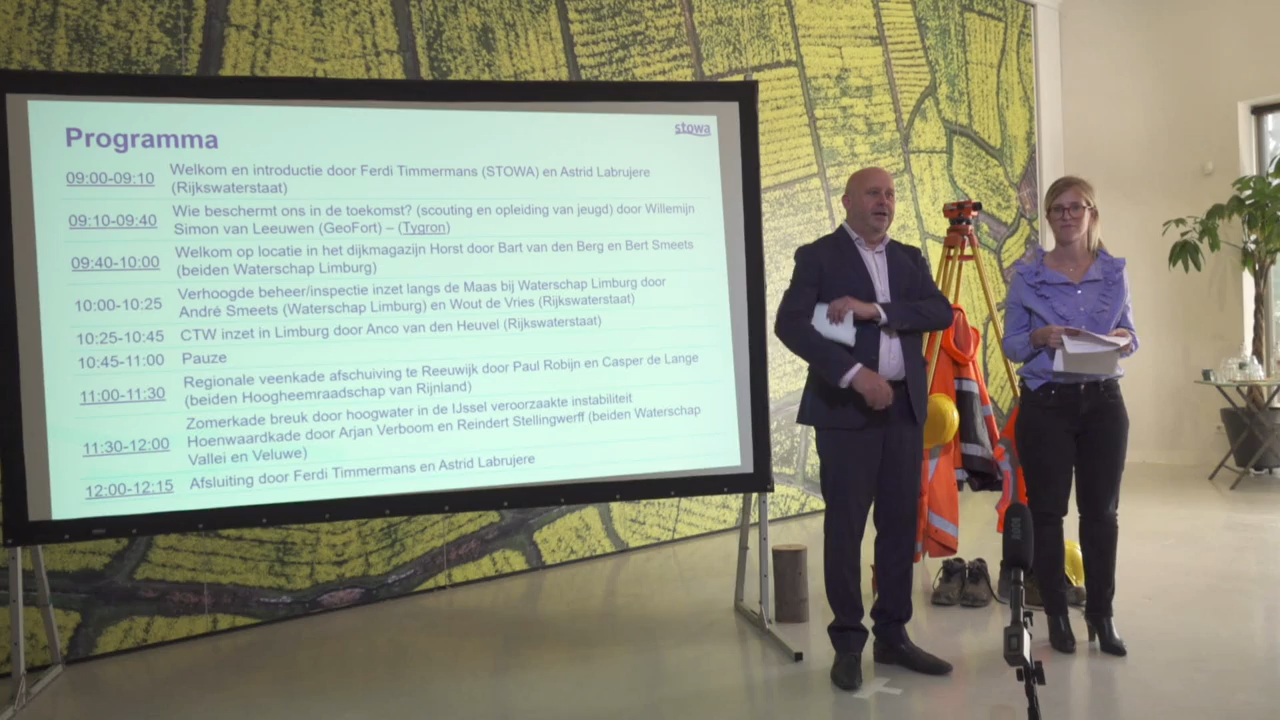 Programma
stowa
09:00-09:10 Welkom en introductie door Ferdi Timmermans (STOWA) en Astrid Labrujere
(Rijkswaterstaat)
09:10-09:40 Wie beschermt ons in de toekomst? (scouting en opleiding van jeugd) door Willemijn
Simon van Leeuwen (GeoFort) – (Tygron)
09:40-10:00 Welkom op locatie in het dijkmagazijn Horst door Bart van den Berg en Bert Smeets
(beiden Waterschap Limburg)
10:00-10:25 Verhoogde beheer/inspectie inzet langs de Maas bij Waterschap Limburg door
André Smeets (Waterschap Limburg) en Wout de Vries (Rijkswaterstaat)
10:25-10:45 CTW inzet in Limburg door Anco van den Heuvel (Rijkswaterstaat)
10:45-11:00 Pauze
11:00-11:30 Regionale veenkade afschuiving te Reeuwijk door Paul Robijn en Casper de Lange
(beiden Hoogheemraadschap van Rijnland)
11:30-12:00 Zomerkade breuk door hoogwater in de IJssel veroorzaakte instabiliteit
Hoenwaardkade door Arjan Verboom en Reindert Stellingwerff (beiden Waterschap
Vallei en Veluwe)
12:00-12:15 Afsluiting door Ferdi Timmermans en Astrid Labrujere
RODE